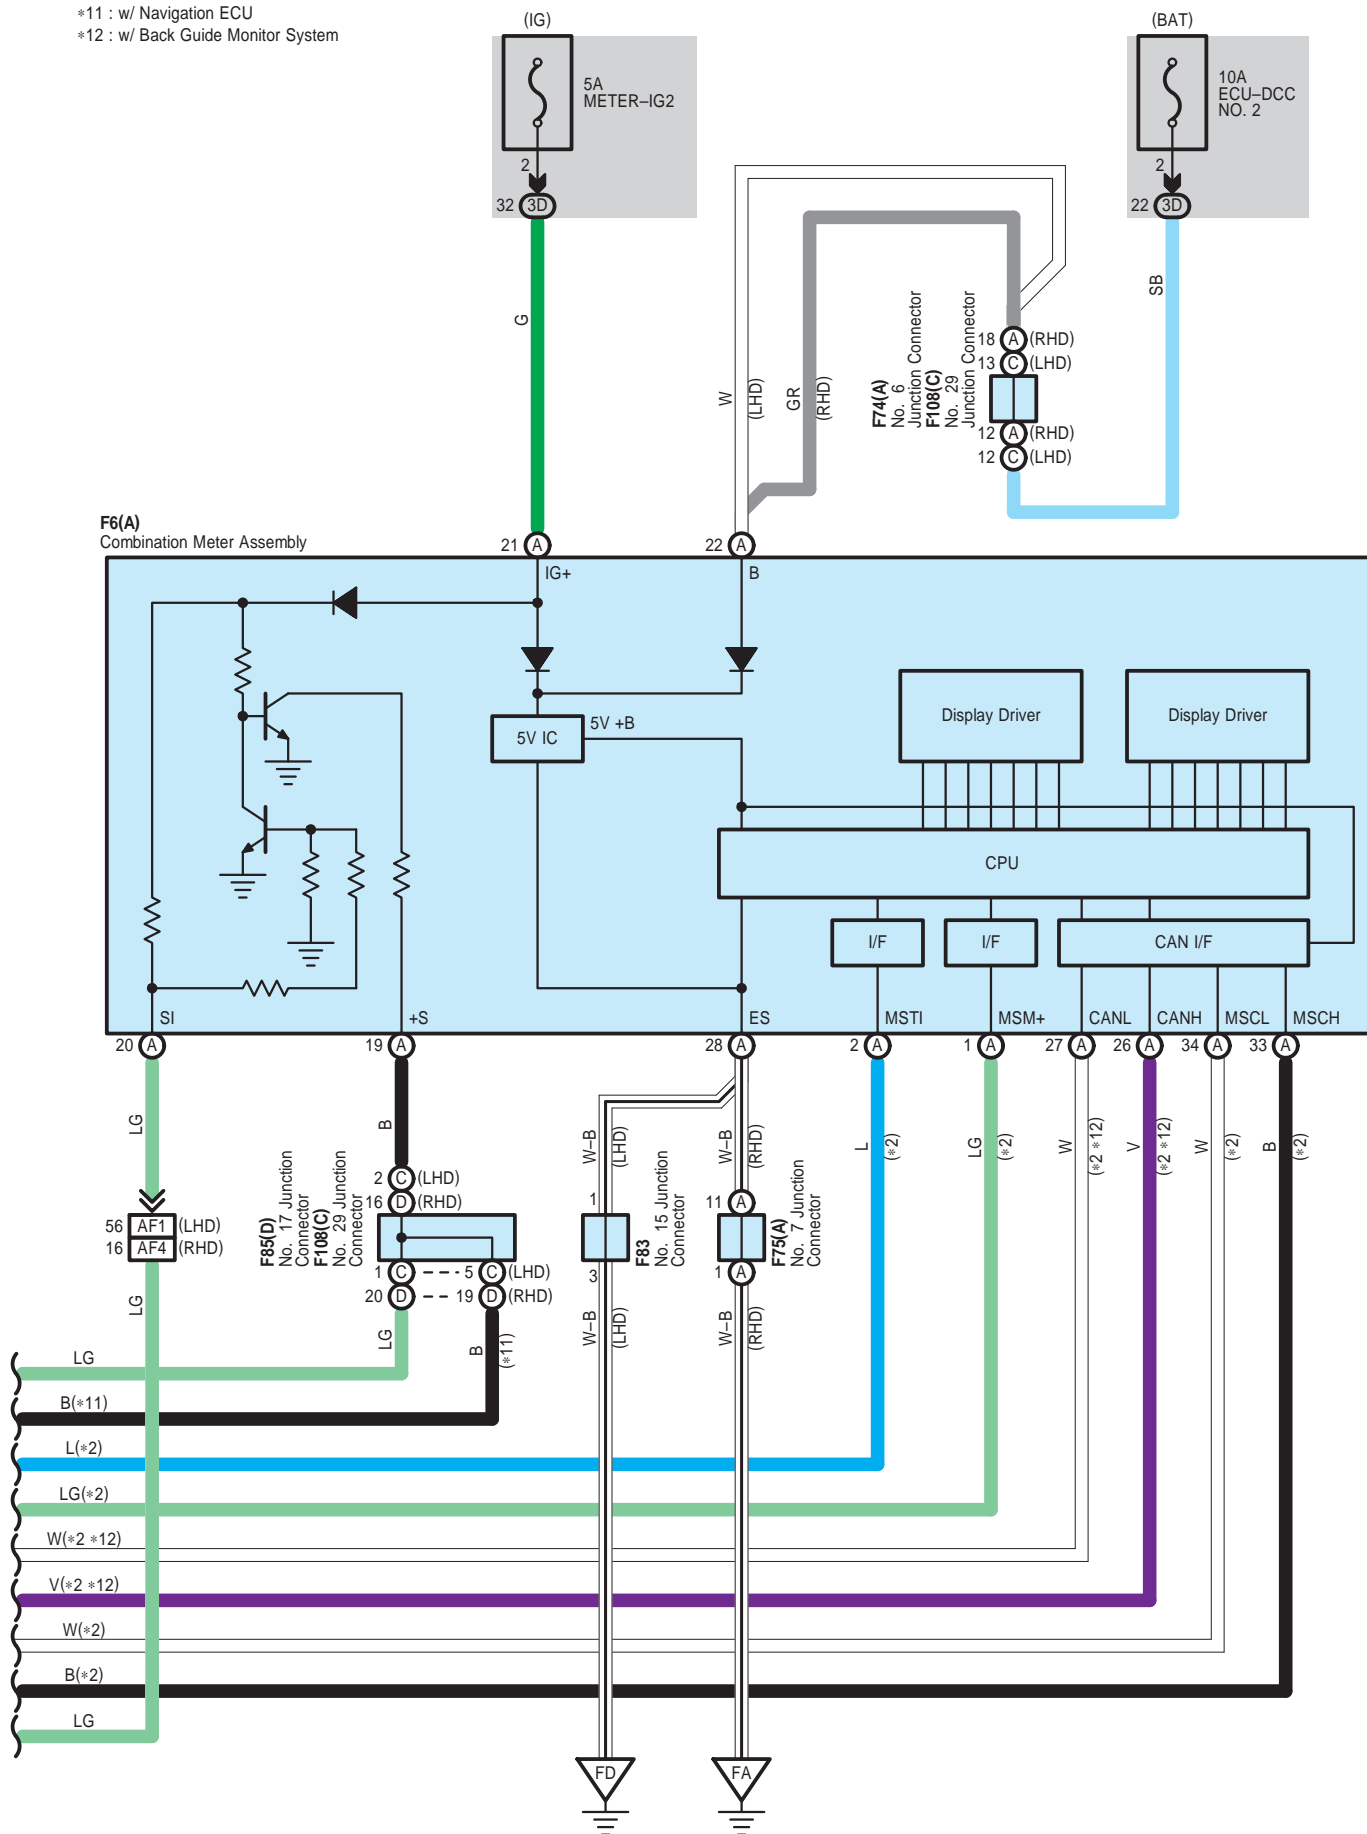 *11 : w/ Navigation ECU
*12 : w/ Back Guide Monitor System
(IG)
(BAT)
5A
METER–IG2
10A
ECU–DCC
NO. 2
2
2
32 3D
22 3D
G
W
(LHD)
GR
(RHD)
SB
F74(A)
No. 6
Junction Connector
F108(C)
No. 29
Junction Connector
18 A (RHD)
13 C (LHD)
12 A (RHD)
12 C (LHD)
F6(A)
Combination Meter Assembly
21 A
22 A
IG+
B
5V IC
5V +B
Display Driver
Display Driver
CPU
I/F
I/F
CAN I/F
SI
+S
ES
MSTI
MSM+
CANL
CANH
MSCL
MSCH
20 A
19 A
28 A
2 A
1 A
27 A
26 A
34 A
33 A
LG
B
W–B
(LHD)
W–B
(RHD)
L
(*2)
LG
(*2)
W
(*2 *12)
V
(*2 *12)
W
(*2)
B
(*2)
2 C (LHD)
16 D (RHD)
56 AF1 (LHD)
16 AF4 (RHD)
F85(D)
No. 17 Junction
Connector
F108(C)
No. 29 Junction
Connector
1 C 5 C (LHD)
20 D 19 D (RHD)
1
3
F83
No. 15 Junction
Connector
11 A
1 A
F75(A)
No. 7 Junction
Connector
LG
LG
B
(*11)
W–B
(LHD)
W–B
(RHD)
LG
B(*11)
L(*2)
LG(*2)
W(*2 *12)
V(*2 *12)
W(*2)
B(*2)
LG
FD
FA